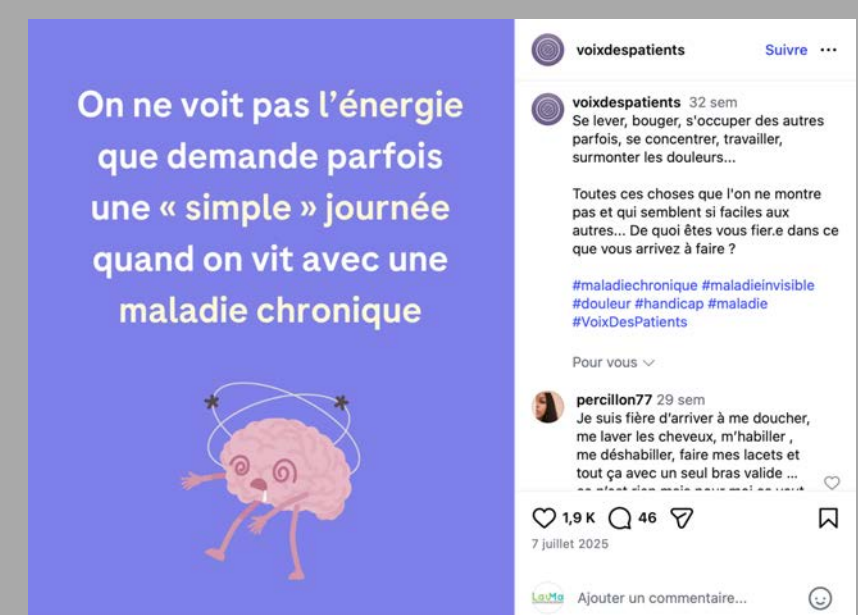 On ne voit pas l'énergie
que demande parfois
une « simple » journée
quand on vit avec une
maladie chronique
voixdespatients Suivre
voixdespatients 32 sem
Se lever, bouger, s'occuper des autres
parfois, se concentrer, travailler,
surmonter les douleurs...
Toutes ces choses que l'on ne montre
pas et qui semblent si faciles aux
autres... De quoi êtes vous fier.e dans ce
que vous arrivez à faire ?
#maladiechronique #maladieinvisible
#douleur #handicap #maladie
#VoixDesPatients
Pour vous
percillon77 29 sem
Je suis fière d'arriver à me doucher,
me laver les cheveux, m'habiller ,
me déshabiller, faire mes lacets et
tout ça avec un seul bras valide ...
1,9 K 46
7 juillet 2025
LauMa Ajouter un commentaire...